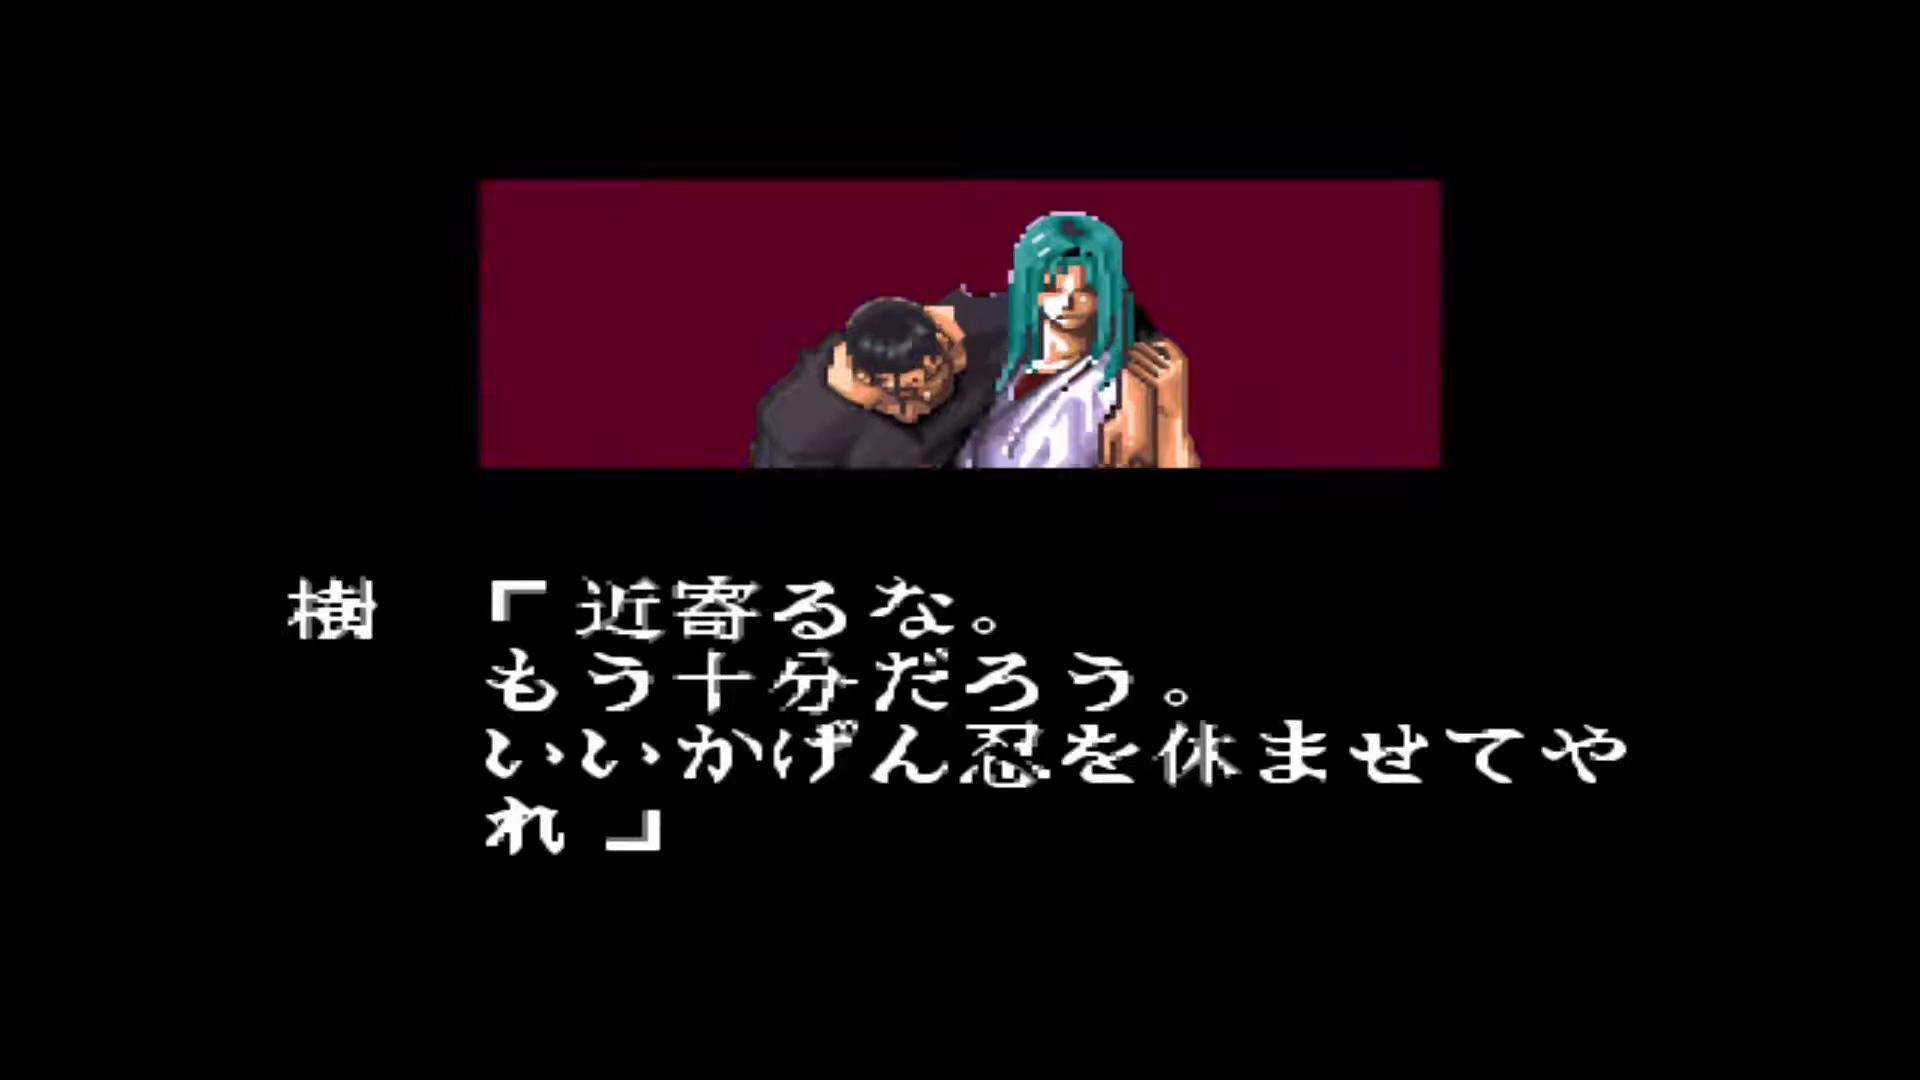 樹 「近寄るな。
もう十分だろう。
いいかげん忍を休ませてや
れ」